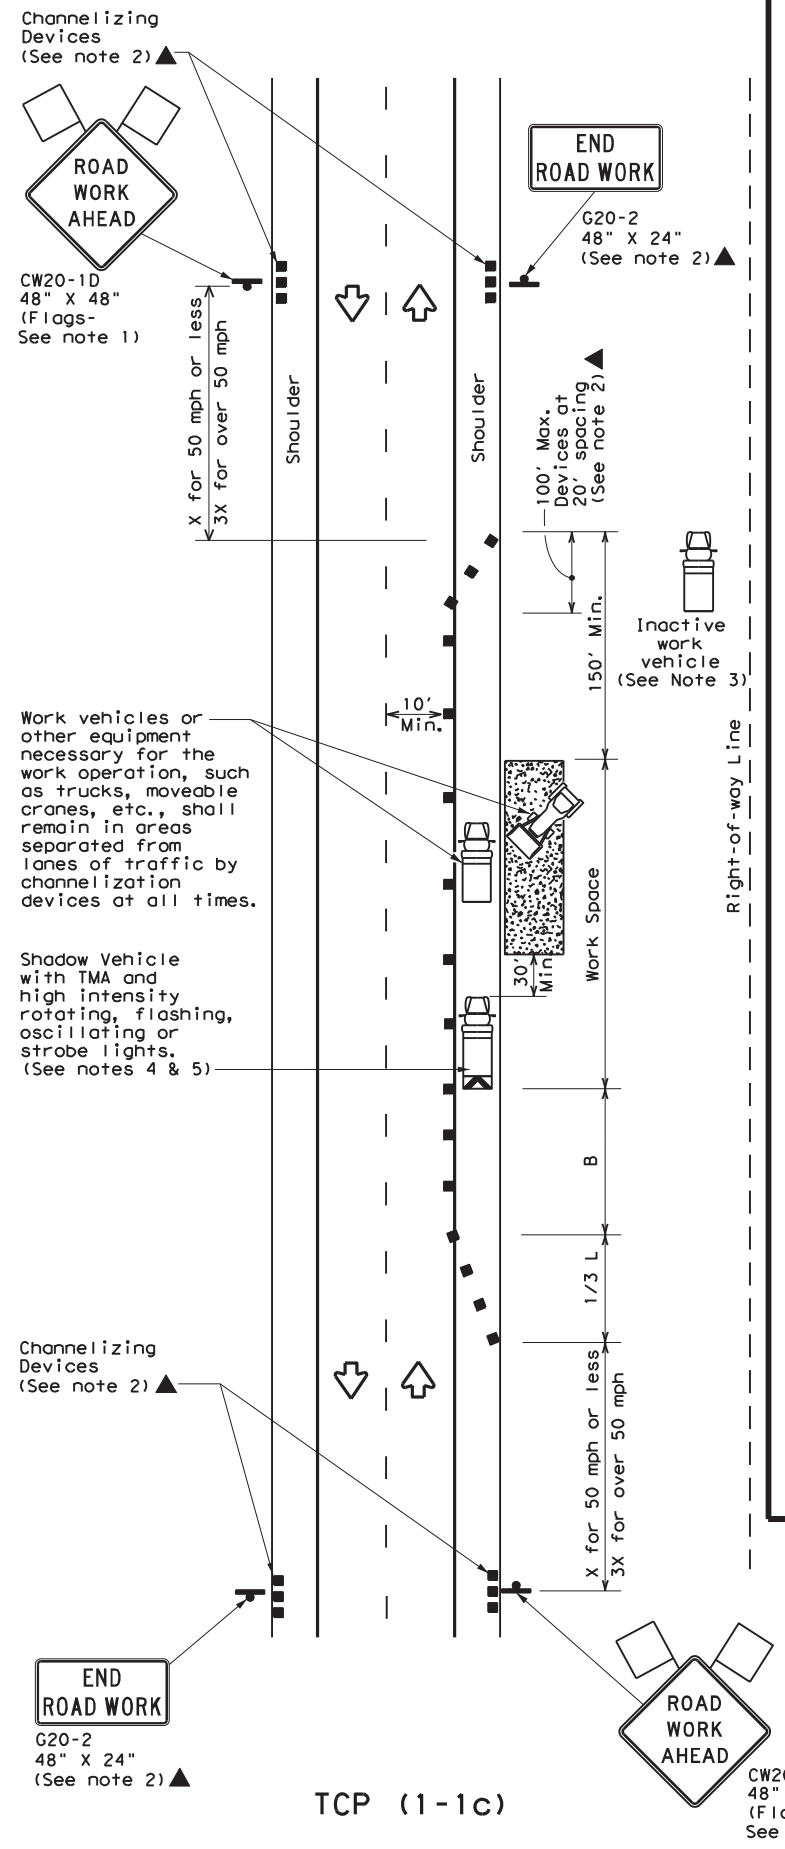 Channelizing
Devices
(See note 2)
ROAD
WORK
AHEAD
CW20-1D
48" X 48"
(Flags-
See note 1)
END
ROAD WORK
G20-2
48" X 24"
(See note 2)
X for 50 mph or less
3X for over 50 mph
Shoulder
Shoulder
100' Max.
Devices at
20' spacing
(See note 2)
150' Min.
Inactive
work
vehicle
(See Note 3)
10'
Min.
Right-of-way Line
Work vehicles or
other equipment
necessary for the
work operation, such
as trucks, moveable
cranes, etc., shall
remain in areas
separated from
lanes of traffic by
channelization
devices at all times.
Work Space
30'
Min.
Shadow Vehicle
with TMA and
high intensity
rotating, flashing,
oscillating or
strobe lights.
(See notes 4 & 5)
B
1/3 L
Channelizing
Devices
(See note 2)
X for 50 mph or less
3X for over 50 mph
END
ROAD WORK
G20-2
48" X 24"
(See note 2)
ROAD
WORK
AHEAD
48"
See
TCP (1-1c)